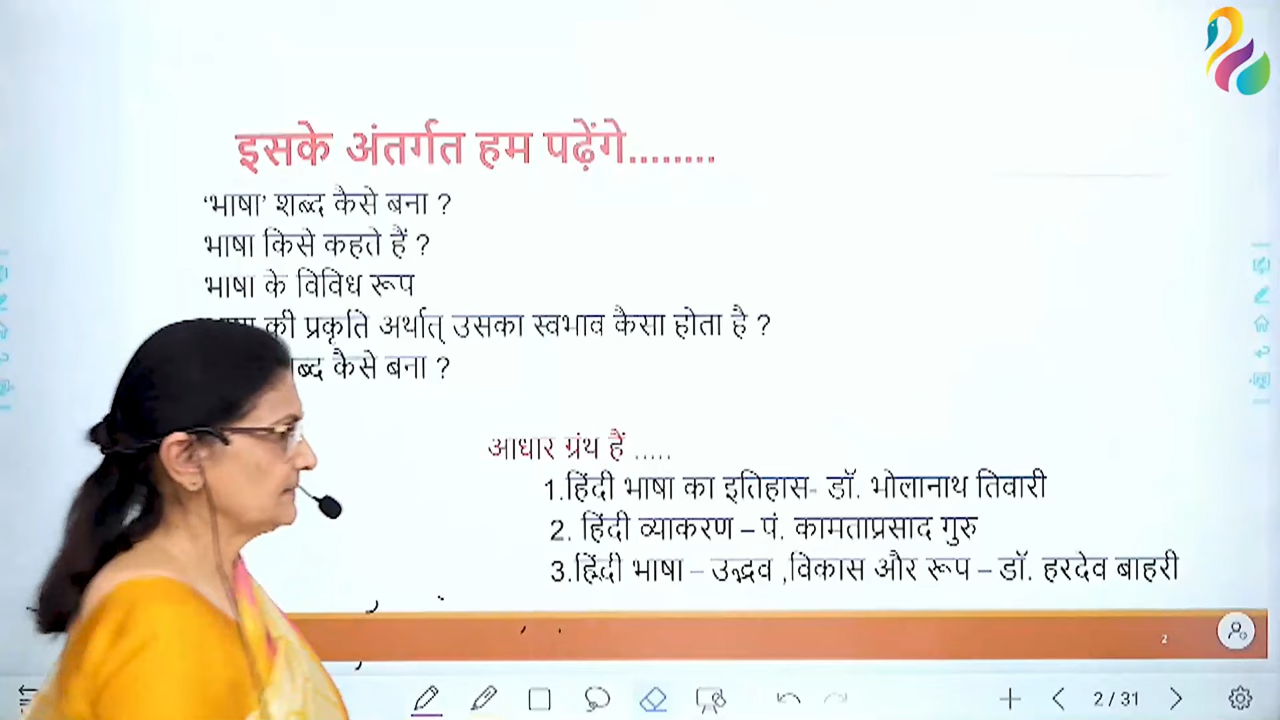 इसके अंतर्गत हम पढ़ेंगे........
‘भाषा’ शब्द कैसे बना ?
भाषा किसे कहते हैं ?
भाषा के विविध रूप
की प्रकृति अर्थात् उसका स्वभाव कैसा होता है ?
कैसे बना ?
आधार ग्रंथ हैं .....
1.हिंदी भाषा का इतिहास- डॉ. भोलानाथ तिवारी
2. हिंदी व्याकरण – पं. कामताप्रसाद गुरु
3.हिंदी भाषा – उद्भव ,विकास और रूप – डॉ. हरदेव बाहरी
2
2 / 31